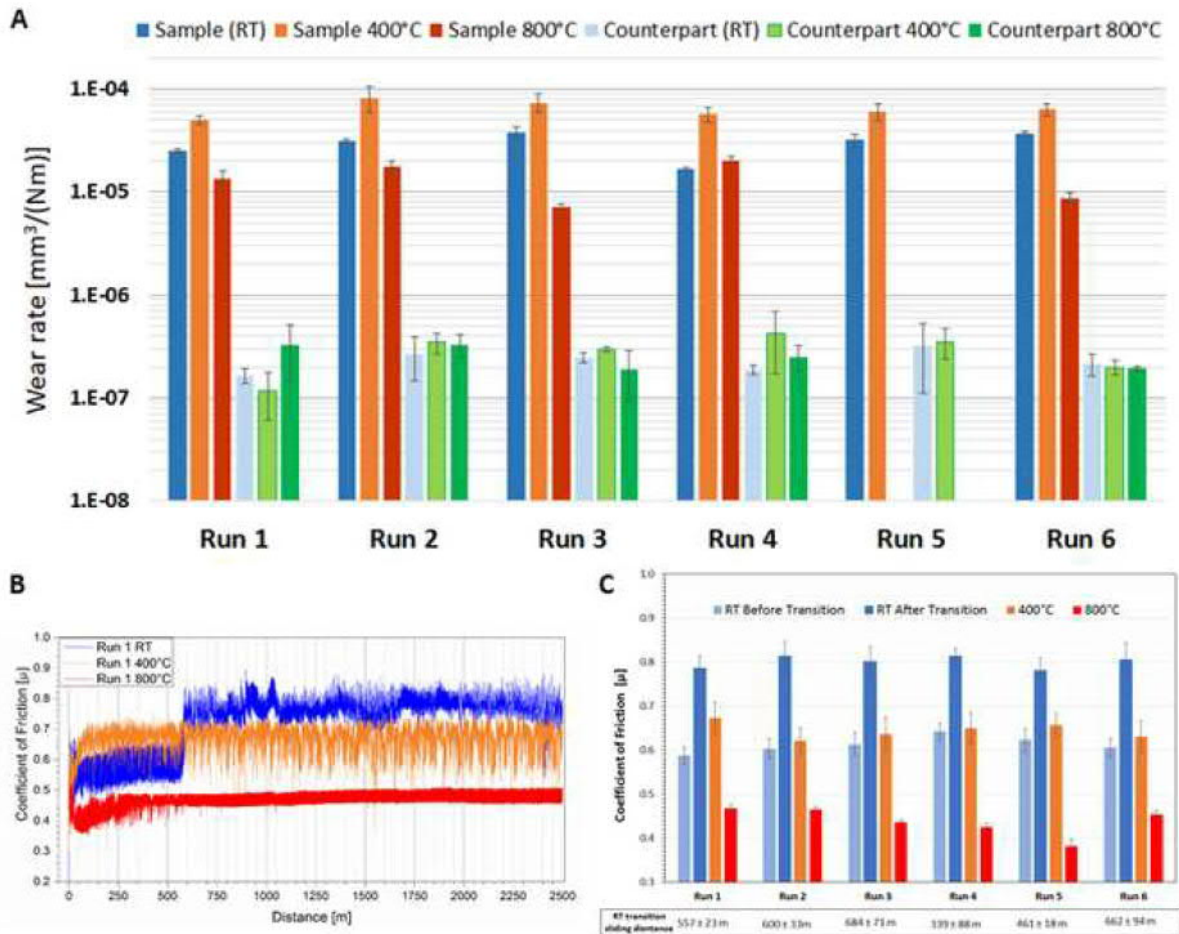 A
Sample (RT) Sample 400°C Sample 800°C Counterpart (RT) Counterpart 400°C Counterpart 800°C
Wear rate [mm³/(Nm)]
1.E-04
1.E-05
1.E-06
1.E-07
1.E-08
Run 1 Run 2 Run 3 Run 4 Run 5 Run 6
B
Coefficient of Friction [µ]
1.0
0.9
0.8
0.7
0.6
0.5
0.4
0.3
0.2
Run 1 RT
Run 1 400°C
Run 1 800°C
0 250 500 750 1000 1250 1500 1750 2000 2250 2500
Distance [m]
C
Coefficient of Friction [µ]
1.0
0.9
0.8
0.7
0.6
0.5
0.4
0.3
RT Before Transition RT After Transition 400°C 800°C
Run 1 Run 2 Run 3 Run 4 Run 5 Run 6
RT transition
sliding distance
557 ± 23 m 600 ± 33m 684 ± 71 m 339 ± 88 m 461 ± 18 m 662 ± 94 m